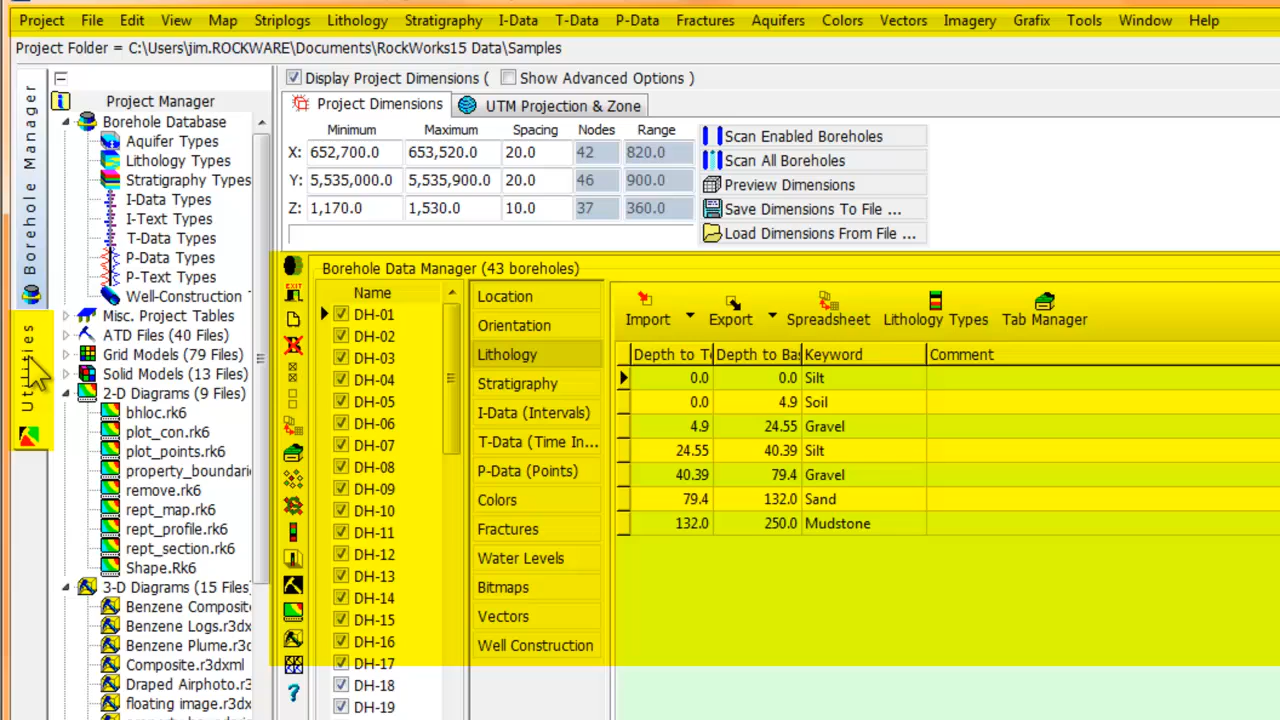 Project File Edit View Map Striplogs Lithology Stratigraphy I-Data T-Data P-Data Fractures Aquifers Colors Vectors Imagery Grafix Tools Window Help
Project Folder = C:\Users\jim.ROCKWARE\Documents\RockWorks15 Data\Samples
Borehole Manager
Utilities
Project Manager
Borehole Database
Aquifer Types
Lithology Types
Stratigraphy Types
I-Data Types
I-Text Types
T-Data Types
P-Data Types
P-Text Types
Well-Construction
Misc. Project Tables
ATD Files (40 Files)
Grid Models (79 Files)
Solid Models (13 Files)
2-D Diagrams (9 Files)
bhloc.rk6
plot_con.rk6
plot_points.rk6
property_boundari
remove.rk6
rept_map.rk6
rept_profile.rk6
rept_section.rk6
Shape.Rk6
3-D Diagrams (15 Files)
Benzene Composit
Benzene Logs.r3dx
Benzene Plume.r3d
Composite.r3dxml
Draped Airphoto.r3
floating image.r3dx
Display Project Dimensions ( Show Advanced Options )
Project Dimensions UTM Projection & Zone
Minimum Maximum Spacing Nodes Range
X: 652,700.0 653,520.0 20.0 42 820.0
Y: 5,535,000.0 5,535,900.0 20.0 46 900.0
Z: 1,170.0 1,530.0 10.0 37 360.0
Scan Enabled Boreholes
Scan All Boreholes
Preview Dimensions
Save Dimensions To File ...
Load Dimensions From File ...
Borehole Data Manager (43 boreholes)
EXIT
Name
DH-01
DH-02
DH-03
DH-04
DH-05
DH-06
DH-07
DH-08
DH-09
DH-10
DH-11
DH-12
DH-13
DH-14
DH-15
DH-16
DH-17
DH-18
DH-19
Location
Orientation
Lithology
Stratigraphy
I-Data (Intervals)
T-Data (Time In...
P-Data (Points)
Colors
Fractures
Water Levels
Bitmaps
Vectors
Well Construction
Import Export Spreadsheet Lithology Types Tab Manager
Depth to T Depth to Bas Keyword Comment
0.0 0.0 Silt
0.0 4.9 Soil
4.9 24.55 Gravel
24.55 40.39 Silt
40.39 79.4 Gravel
79.4 132.0 Sand
132.0 250.0 Mudstone